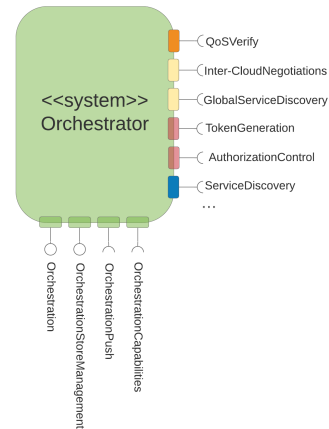 <<system>>
Orchestrator
QoSVerify
Inter-CloudNegotiations
GlobalServiceDiscovery
TokenGeneration
AuthorizationControl
ServiceDiscovery
...
Orchestration
OrchestrationStoreManagement
OrchestrationPush
OrchestrationCapabilities